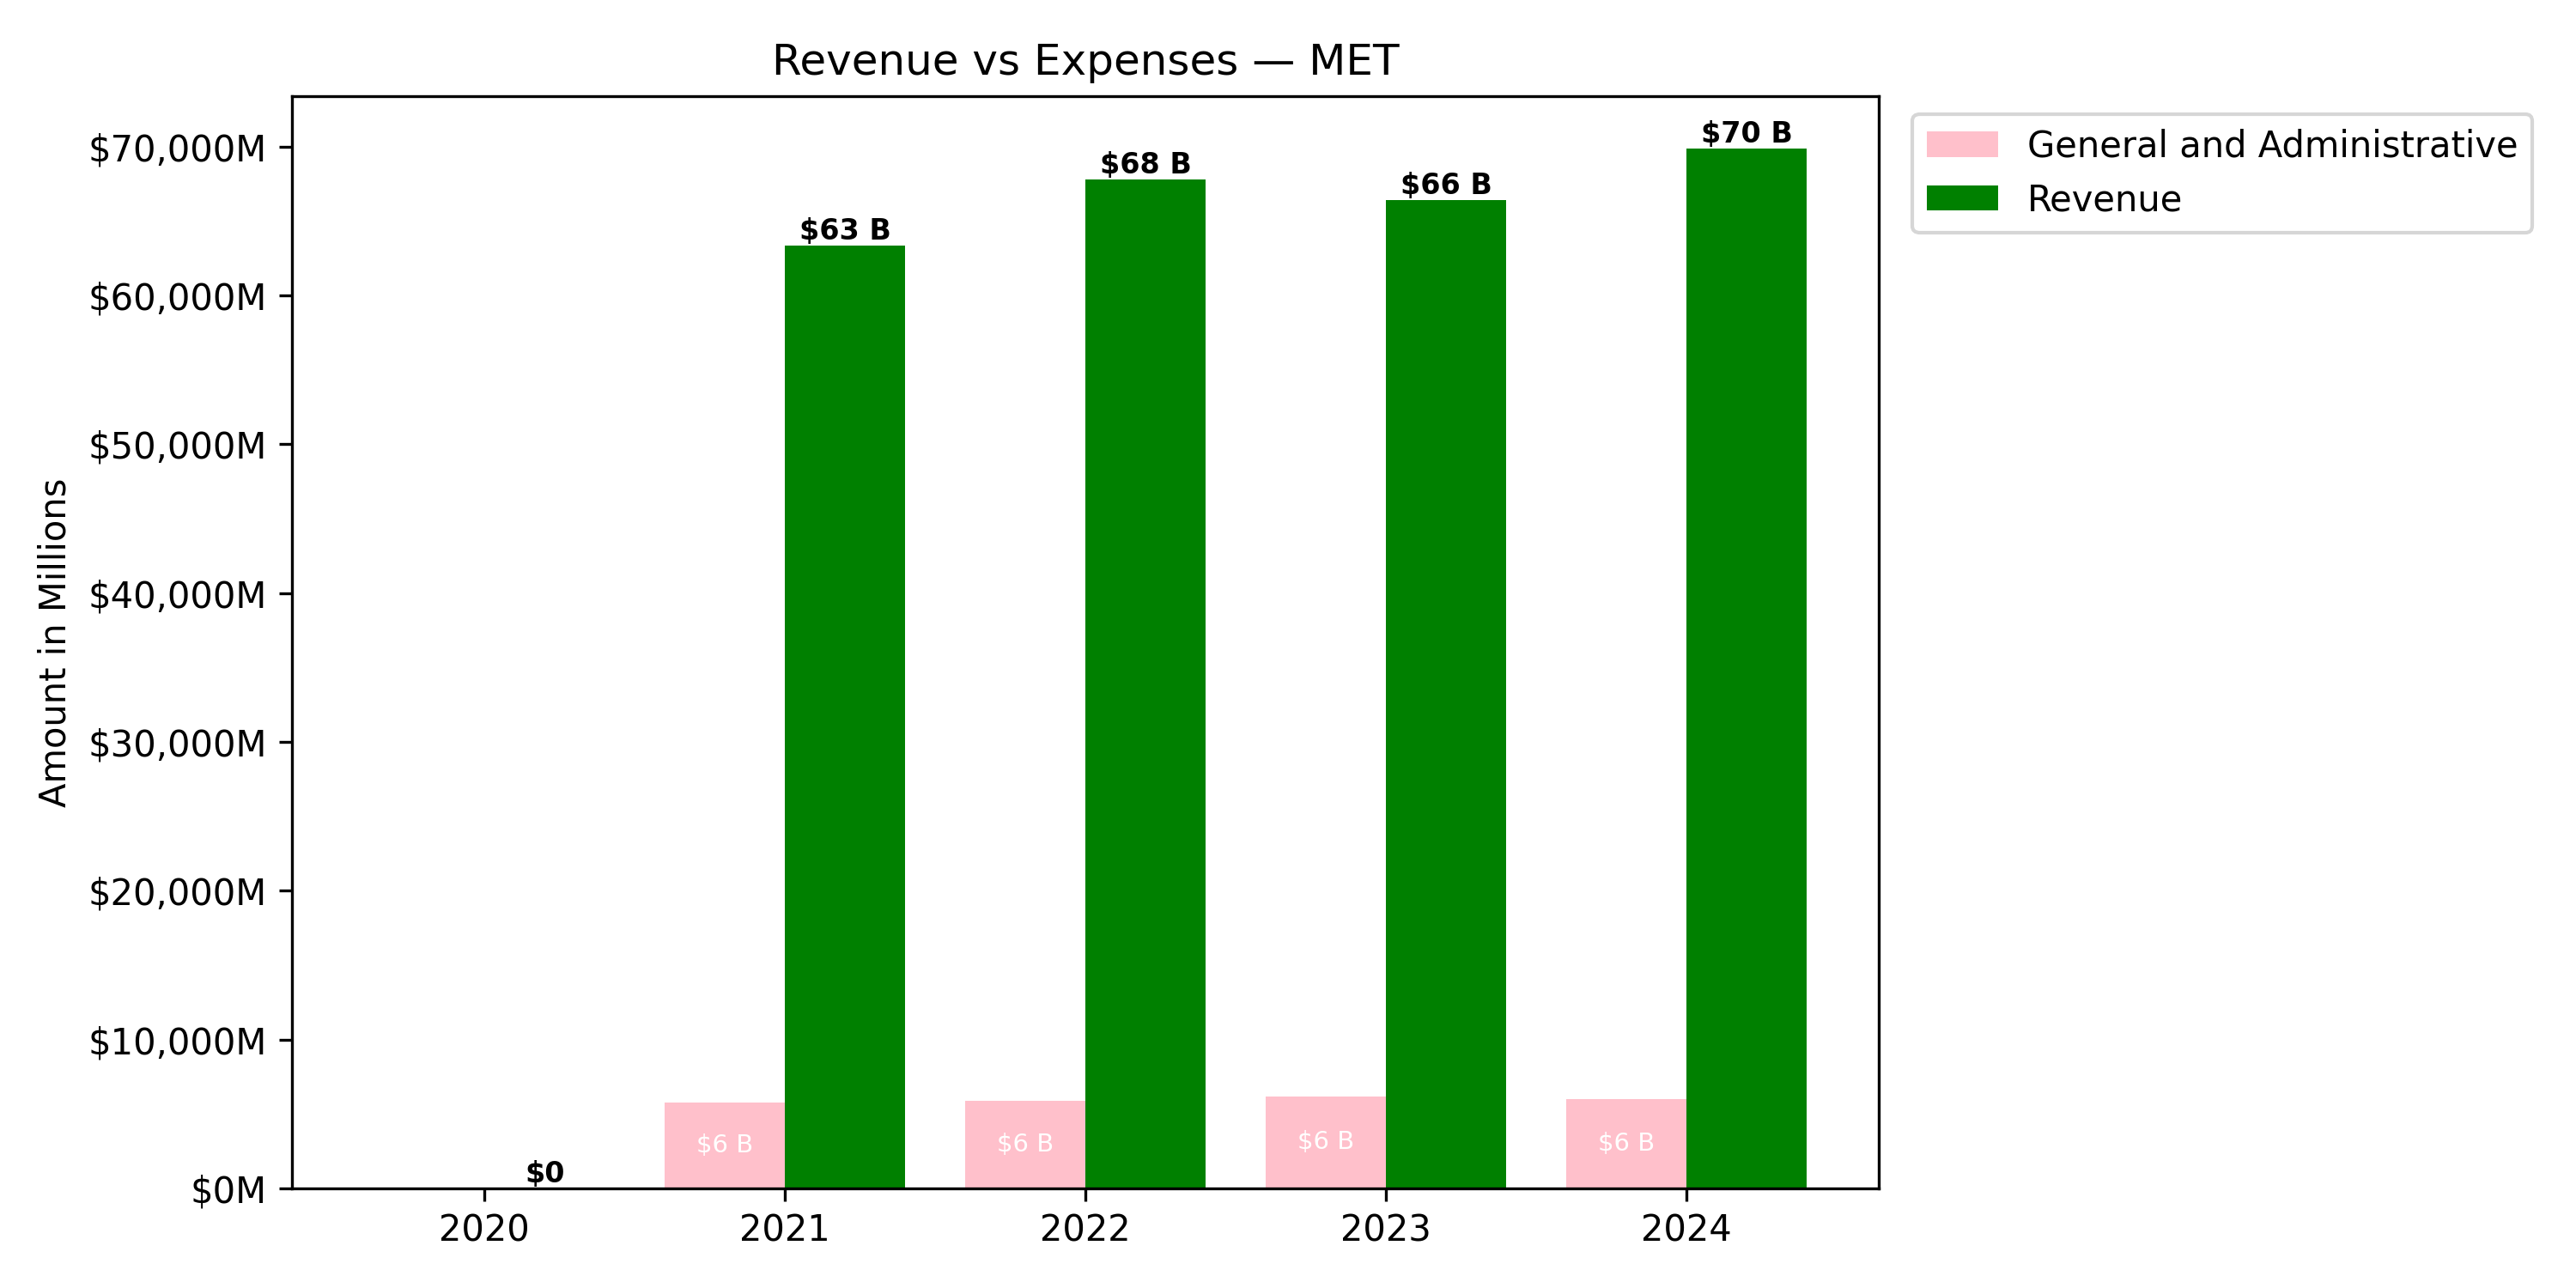 Revenue vs Expenses — MET
General and Administrative
Revenue
Amount in Millions
$70,000M
$60,000M
$50,000M
$40,000M
$30,000M
$20,000M
$10,000M
$0M
$0
$6 B
$63 B
$6 B
$68 B
$6 B
$66 B
$6 B
$70 B
2020
2021
2022
2023
2024